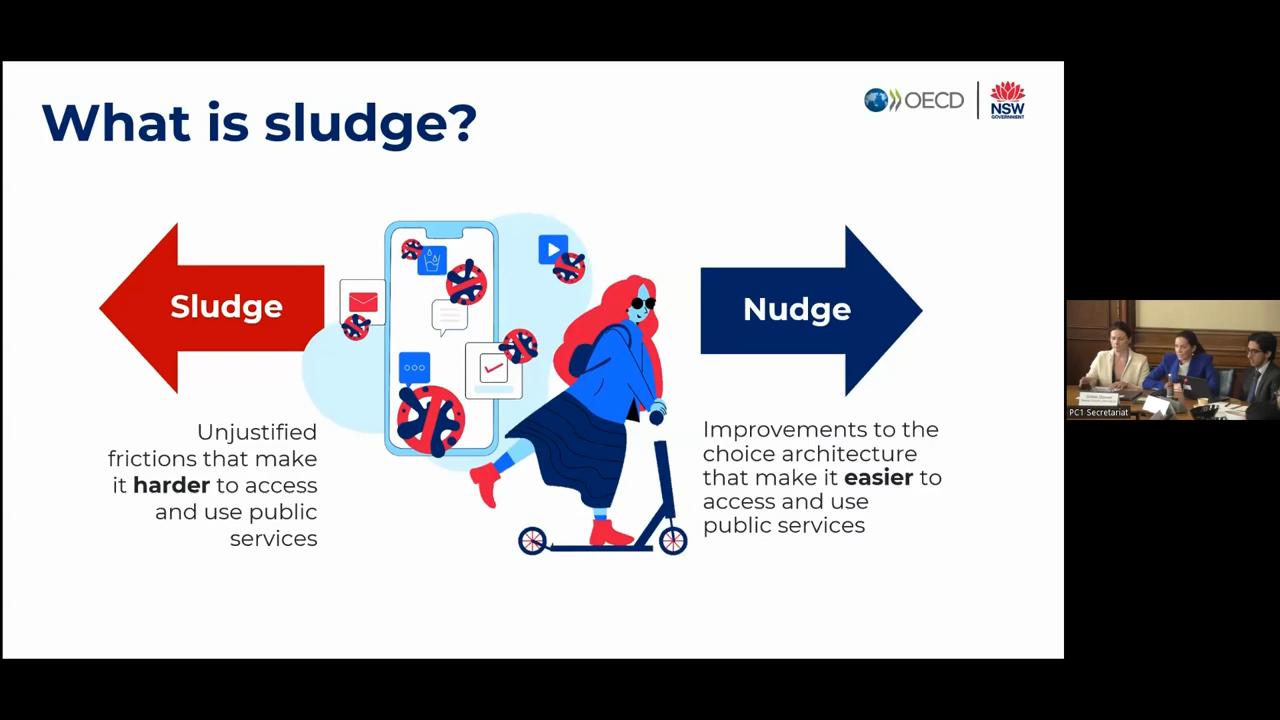 What is sludge?
OECD
NSW
GOVERNMENT
Sludge
Nudge
Unjustified
frictions that make
it harder to access
and use public
services
Improvements to the
choice architecture
that make it easier to
access and use
public services
PC1 Secretariat